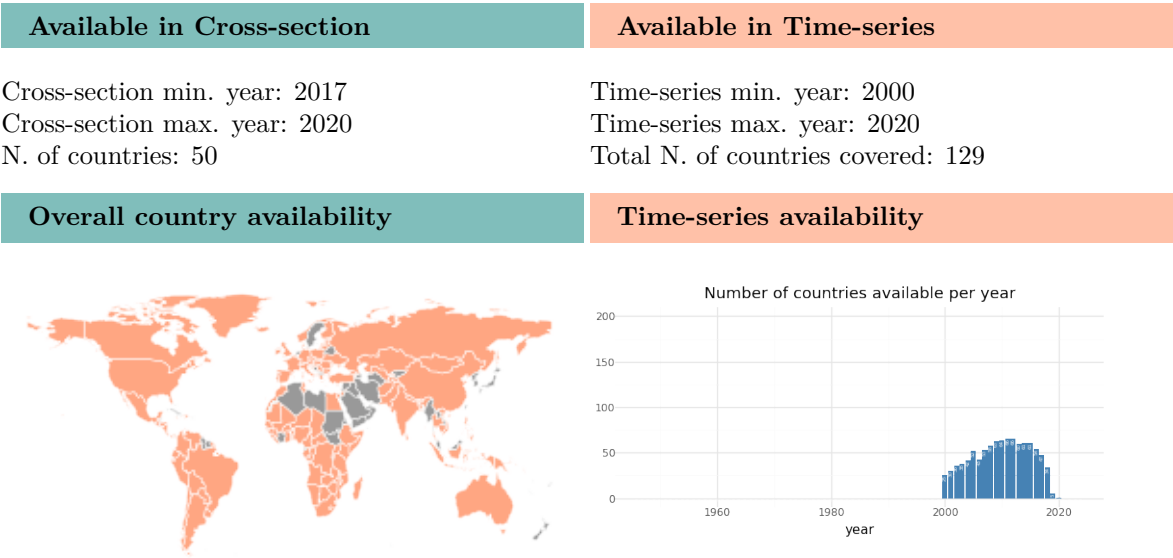 Available in Cross-section
Cross-section min. year: 2017
Cross-section max. year: 2020
N. of countries: 50
Available in Time-series
Time-series min. year: 2000
Time-series max. year: 2020
Total N. of countries covered: 129
Overall country availability
Time-series availability
Number of countries available per year
200
150
100
50
0
1960 1980 2000 2020
year